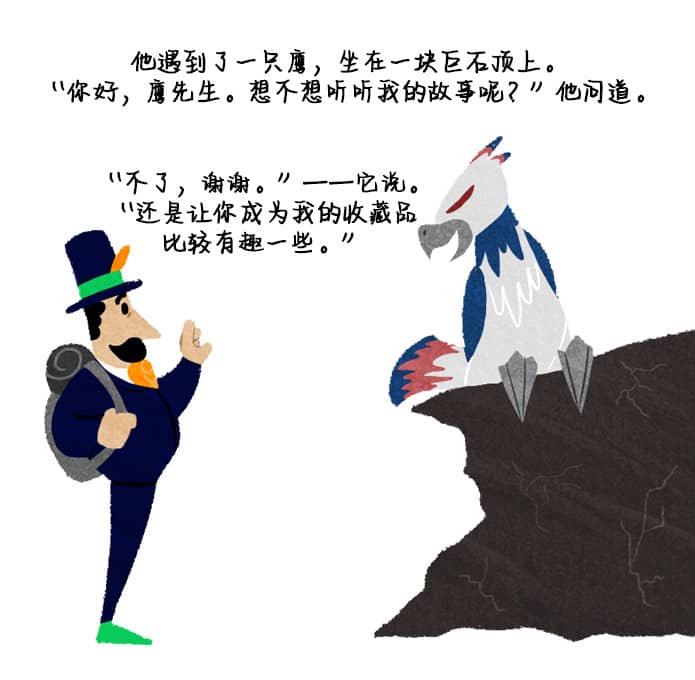 他遇到了一只鹰，坐在一块巨石顶上。
“你好，鹰先生。想不想听听我的故事呢？”他问道。
“不了，谢谢。”——它说。
“还是让你成为我的收藏品
比较有趣一些。”